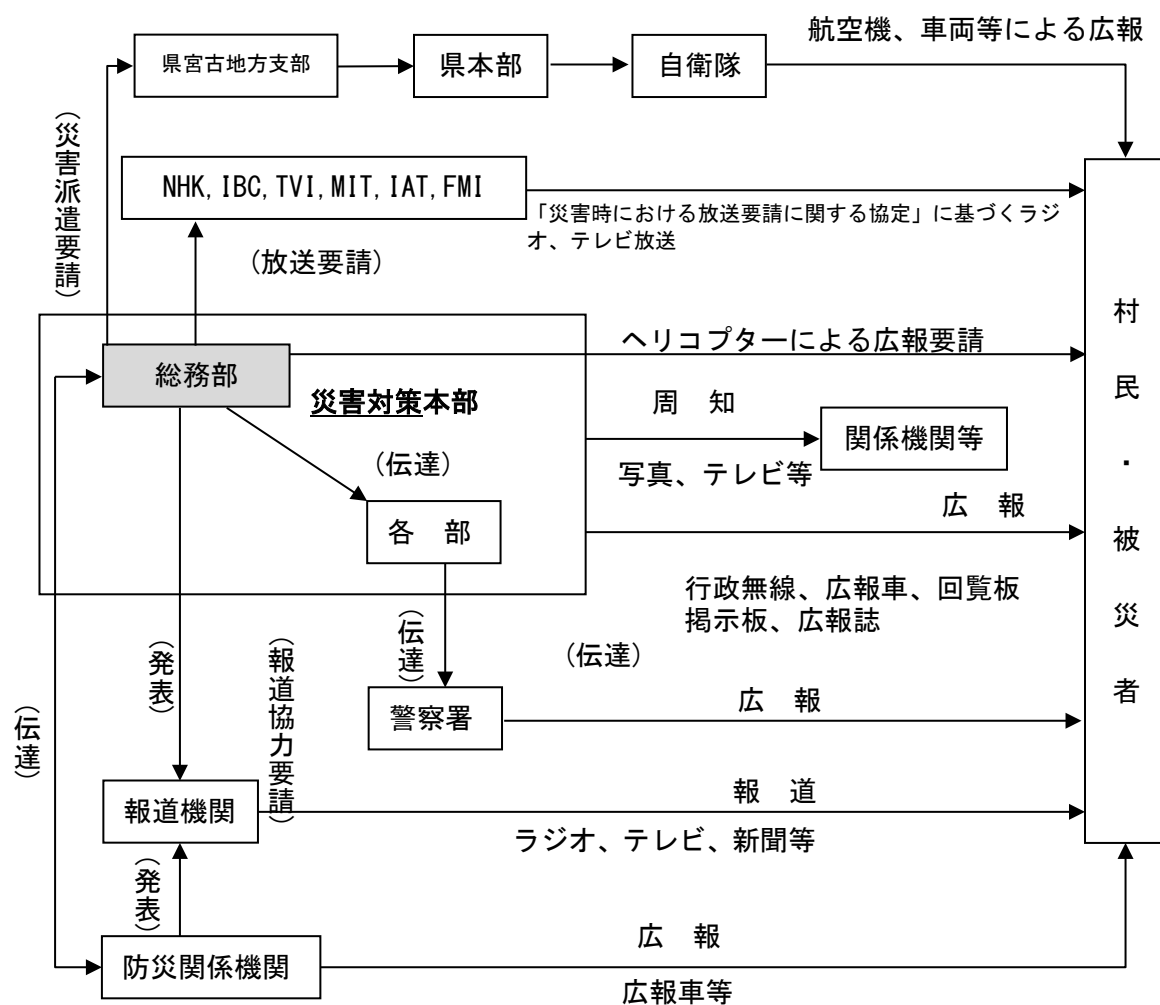 航空機、車両等による広報
県宮古地方支部
県本部
自衛隊
（災害派遣要請）
NHK, IBC, TVI, MIT, IAT, FMI
「災害時における放送要請に関する協定」に基づくラジ
オ、テレビ放送
（放送要請）
ヘリコプターによる広報要請
総務部
災害対策本部
周　知
関係機関等
（伝達）
写真、テレビ等
広　報
各　部
村民・被災者
行政無線、広報車、回覧板
掲示板、広報誌
（伝達）
（伝達）
（発表）
（報道協力要請）
広　報
警察署
（伝達）
報　道
報道機関
ラジオ、テレビ、新聞等
（発表）
広　報
防災関係機関
広報車等